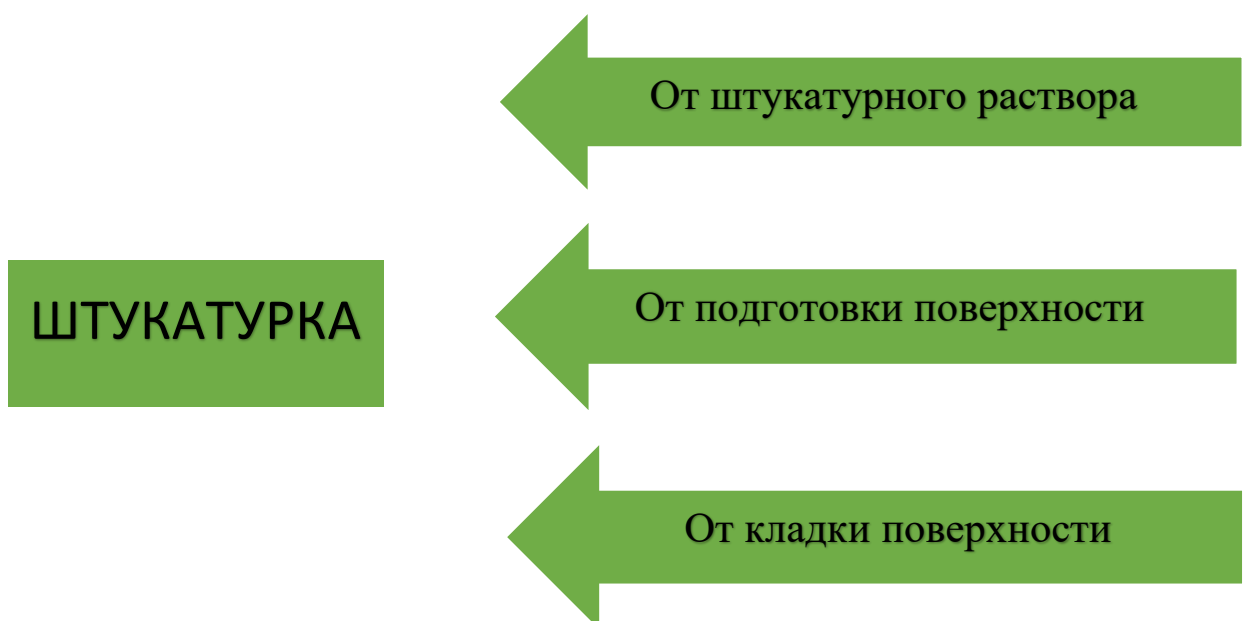 От штукатурного раствора
ШТУКАТУРКА
От подготовки поверхности
От кладки поверхности